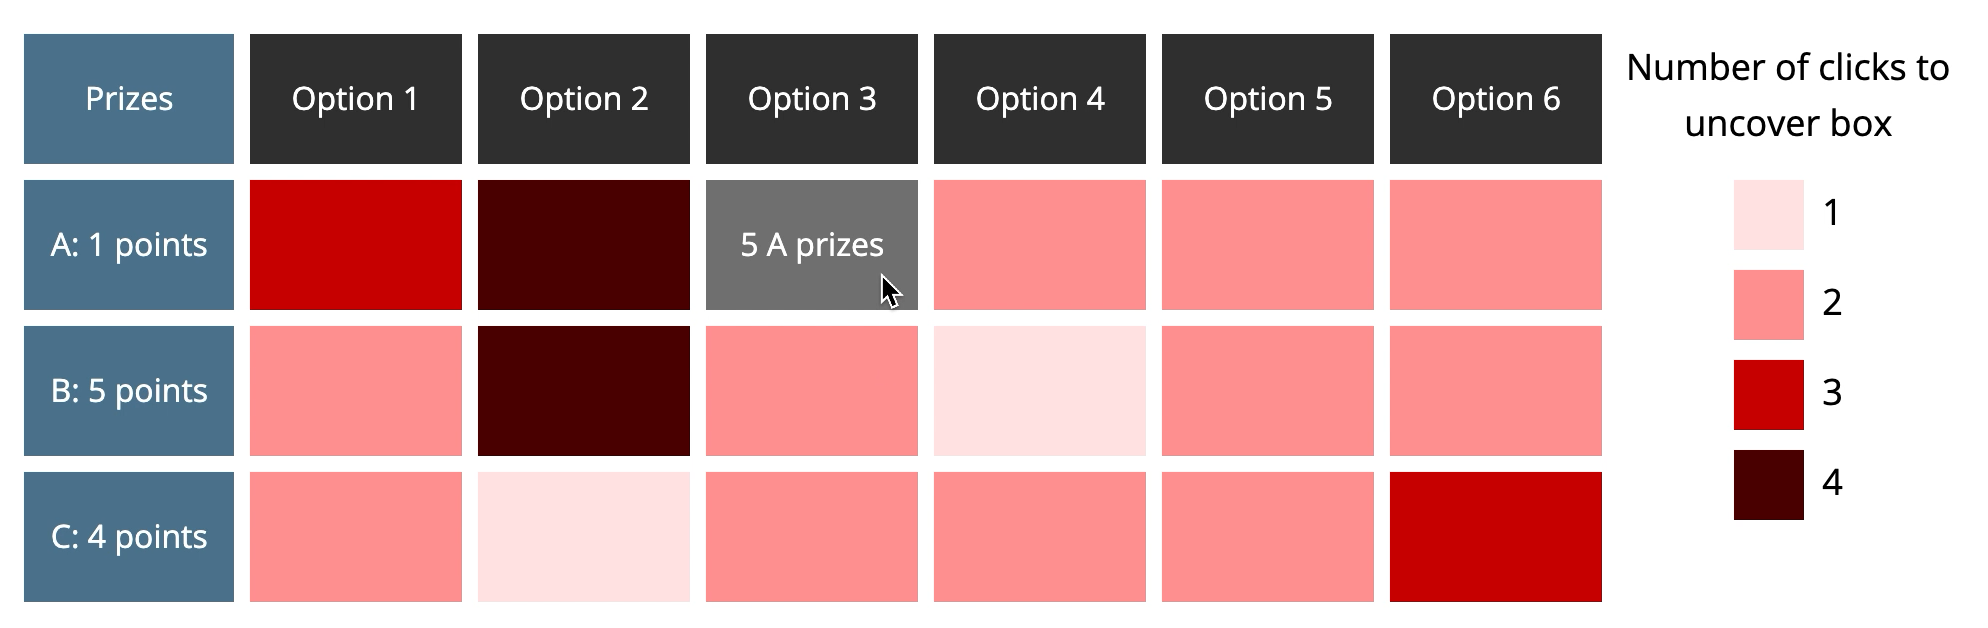 Prizes
Option 1
Option 2
Option 3
Option 4
Option 5
Option 6
Number of clicks to
uncover box
A: 1 points
5 A prizes
1
2
B: 5 points
3
C: 4 points
4